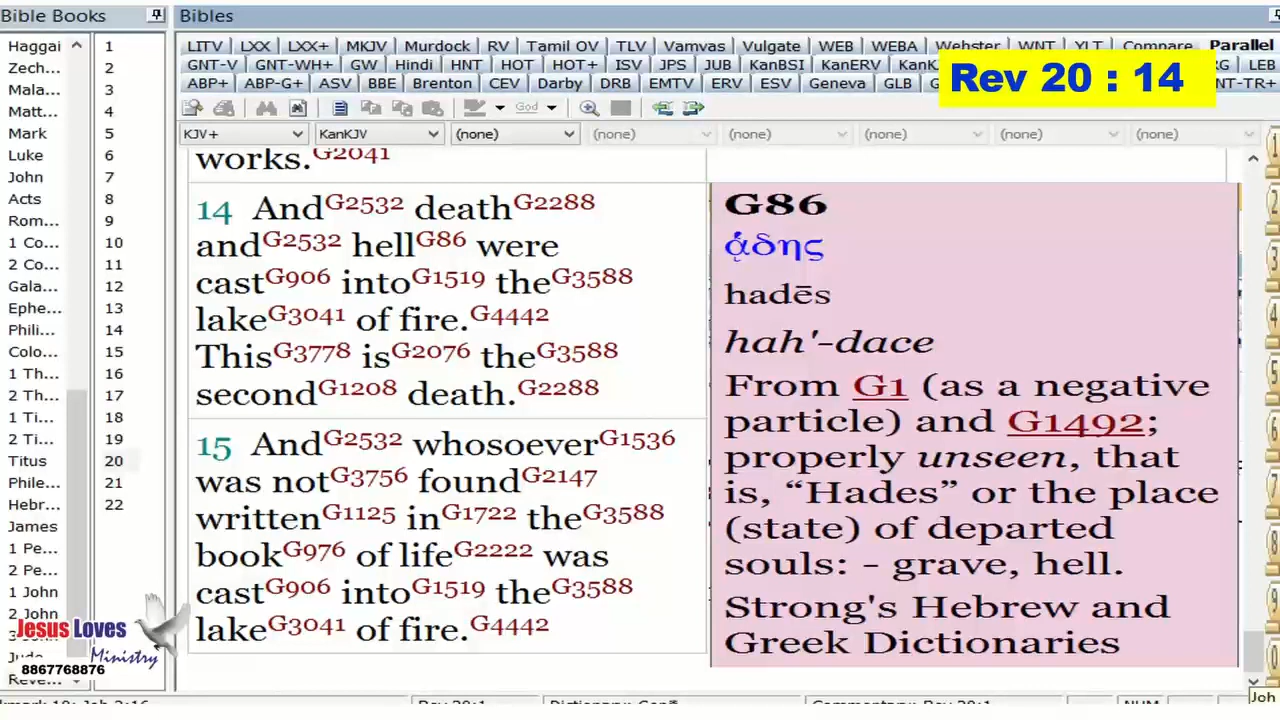 Bible Books
Bibles
Haggai
Zech...
Mala...
Matt...
Mark
Luke
John
Acts
Rom...
1 Co...
2 Co...
Gala...
Ephe...
Phili...
Colo...
1 Th...
2 Th...
1 Ti...
2 Ti...
Titus
Phile...
Hebr...
James
1 Pe...
2 Pe...
1 John
2 John
1
2
3
4
5
6
7
8
9
10
11
12
13
14
15
16
17
18
19
20
21
22
LITV LXX LXX+ MKJV Murdock RV Tamil OV TLV Vamvas Vulgate WEB WEBA Webster WNT YLT Compare Parallel
GNT-V GNT-WH+ GW Hindi HNT HOT HOT+ ISV JPS JUB KanBSI KanERV LEB
ABP+ ABP-G+ ASV BBE Brenton CEV Darby DRB EMTV ERV ESV Geneva GLB
Rev 20 : 14
God
KJV+ KanKJV (none) (none) (none) (none) (none) (none)
works.G2041
14 AndG2532 deathG2288
andG2532 hellG86 were
castG906 intoG1519 theG3588
lakeG3041 of fire.G4442
ThisG3778 isG2076 theG3588
secondG1208 death.G2288
15 AndG2532 whosoeverG1536
was notG3756 foundG2147
writtenG1125 inG1722 theG3588
bookG976 of lifeG2222 was
castG906 intoG1519 theG3588
lakeG3041 of fire.G4442
G86
ᾅδης
hadēs
hah'-dace
From G1 (as a negative
particle) and G1492;
properly unseen, that
is, “Hades” or the place
(state) of departed
souls: - grave, hell.
Strong's Hebrew and
Greek Dictionaries
Jesus Loves
Ministry
8867768876
Joh